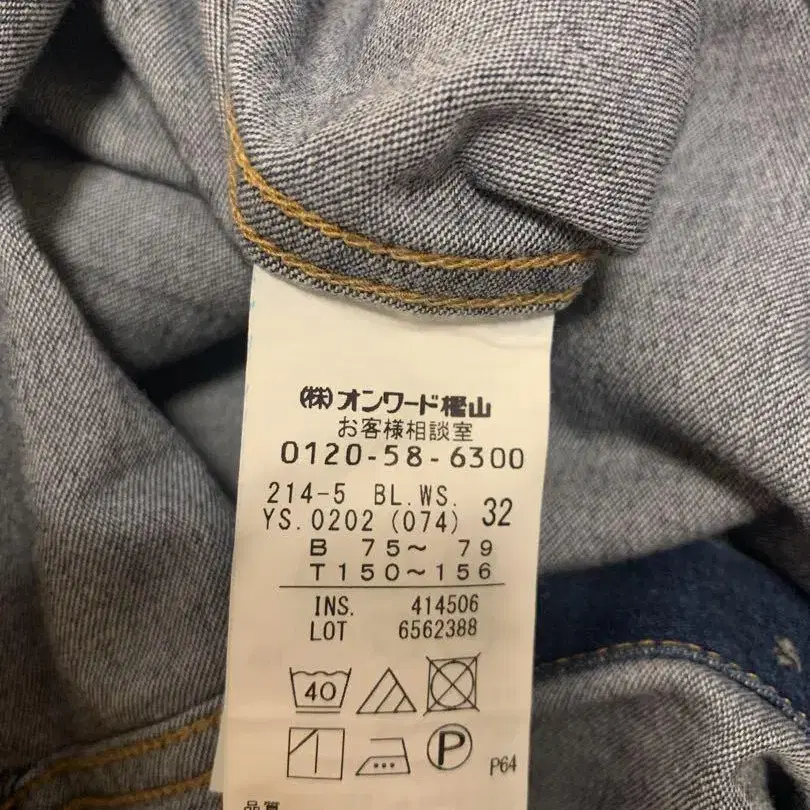 (株)オンワード樫山
お客様相談室
0120-58-6300
214-5 BL.WS.
YS.0202 (074) 32
B 75～ 79
T 150～156
INS. 414506
LOT 6562388
40
P
P64
品質